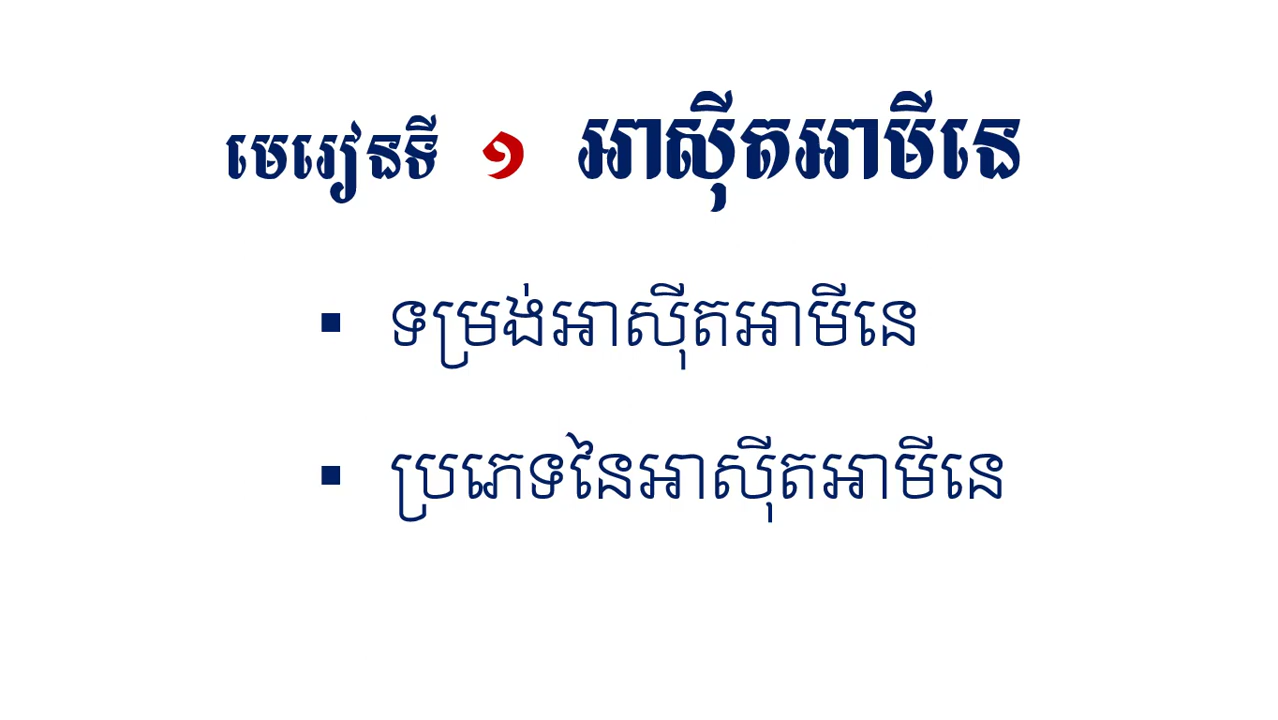 មេរៀនទី ១ អាស៊ីតអាមីនេ
▪ ទម្រង់អាស៊ីតអាមីនេ
▪ ប្រភេទនៃអាស៊ីតអាមីនេ